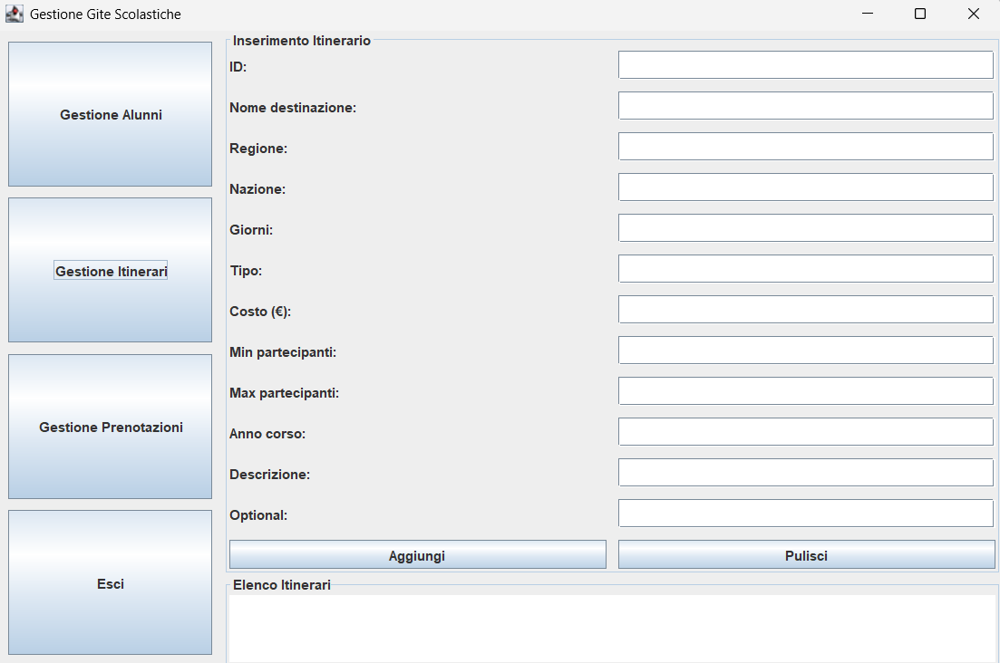 Gestione Gite Scolastiche
Gestione Alunni
Gestione Itinerari
Gestione Prenotazioni
Esci
Inserimento Itinerario
ID:
Nome destinazione:
Regione:
Nazione:
Giorni:
Tipo:
Costo (€):
Min partecipanti:
Max partecipanti:
Anno corso:
Descrizione:
Optional:
Aggiungi
Pulisci
Elenco Itinerari